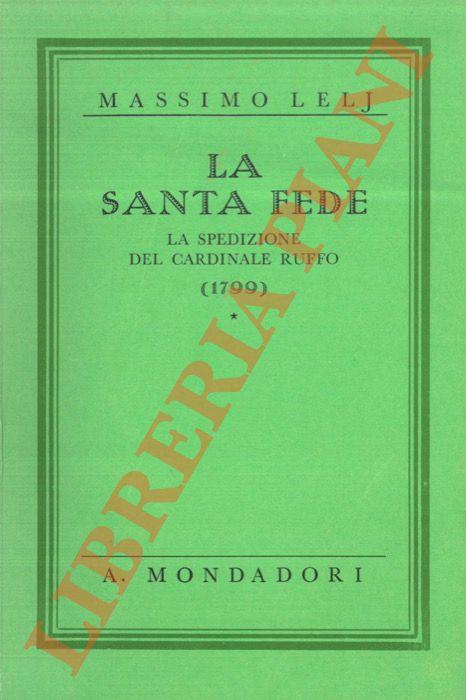 MASSIMO LELJ
LA
SANTA FEDE
LA SPEDIZIONE
DEL CARDINALE RUFFO
(1799)
*
A. MONDADORI
LIBRERIA PIANI